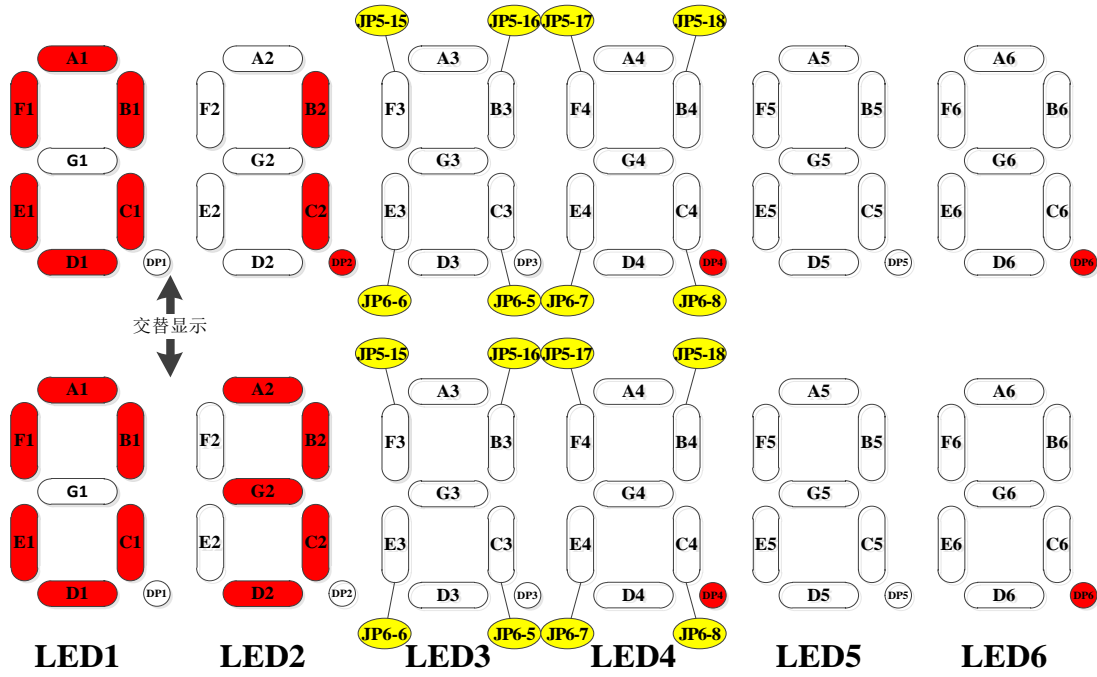 JP5-15 JP5-16 JP5-17 JP5-18
A1 A2 A3 A4 A5 A6
F1 B1 F2 B2 F3 B3 F4 B4 F5 B5 F6 B6
G1 G2 G3 G4 G5 G6
E1 C1 E2 C2 E3 C3 E4 C4 E5 C5 E6 C6
D1 DP1 D2 DP2 D3 DP3 D4 DP4 D5 DP5 D6 DP6
JP6-6 JP6-5 JP6-7 JP6-8
交替显示
JP5-15 JP5-16 JP5-17 JP5-18
A1 A2 A3 A4 A5 A6
F1 B1 F2 B2 F3 B3 F4 B4 F5 B5 F6 B6
G1 G2 G3 G4 G5 G6
E1 C1 E2 C2 E3 C3 E4 C4 E5 C5 E6 C6
D1 DP1 D2 DP2 D3 DP3 D4 DP4 D5 DP5 D6 DP6
JP6-6 JP6-5 JP6-7 JP6-8
LED1 LED2 LED3 LED4 LED5 LED6